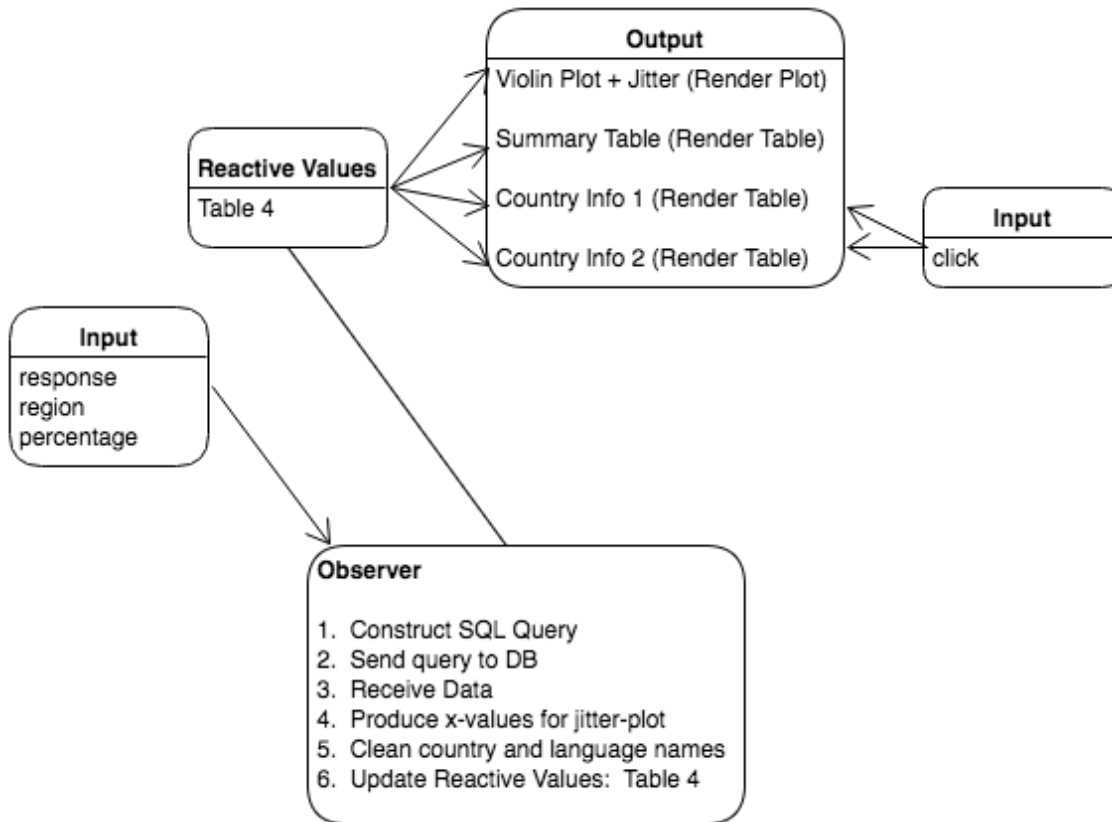 Output
Violin Plot + Jitter (Render Plot)
Summary Table (Render Table)
Country Info 1 (Render Table)
Country Info 2 (Render Table)
Reactive Values
Table 4
Input
click
Input
response
region
percentage
Observer
1. Construct SQL Query
2. Send query to DB
3. Receive Data
4. Produce x-values for jitter-plot
5. Clean country and language names
6. Update Reactive Values: Table 4